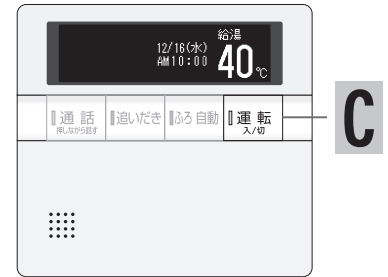 給湯
12/16(水)
AM10:00
40℃
通話 追いだき ふろ自動 運転
押しながら話す 入/切
C